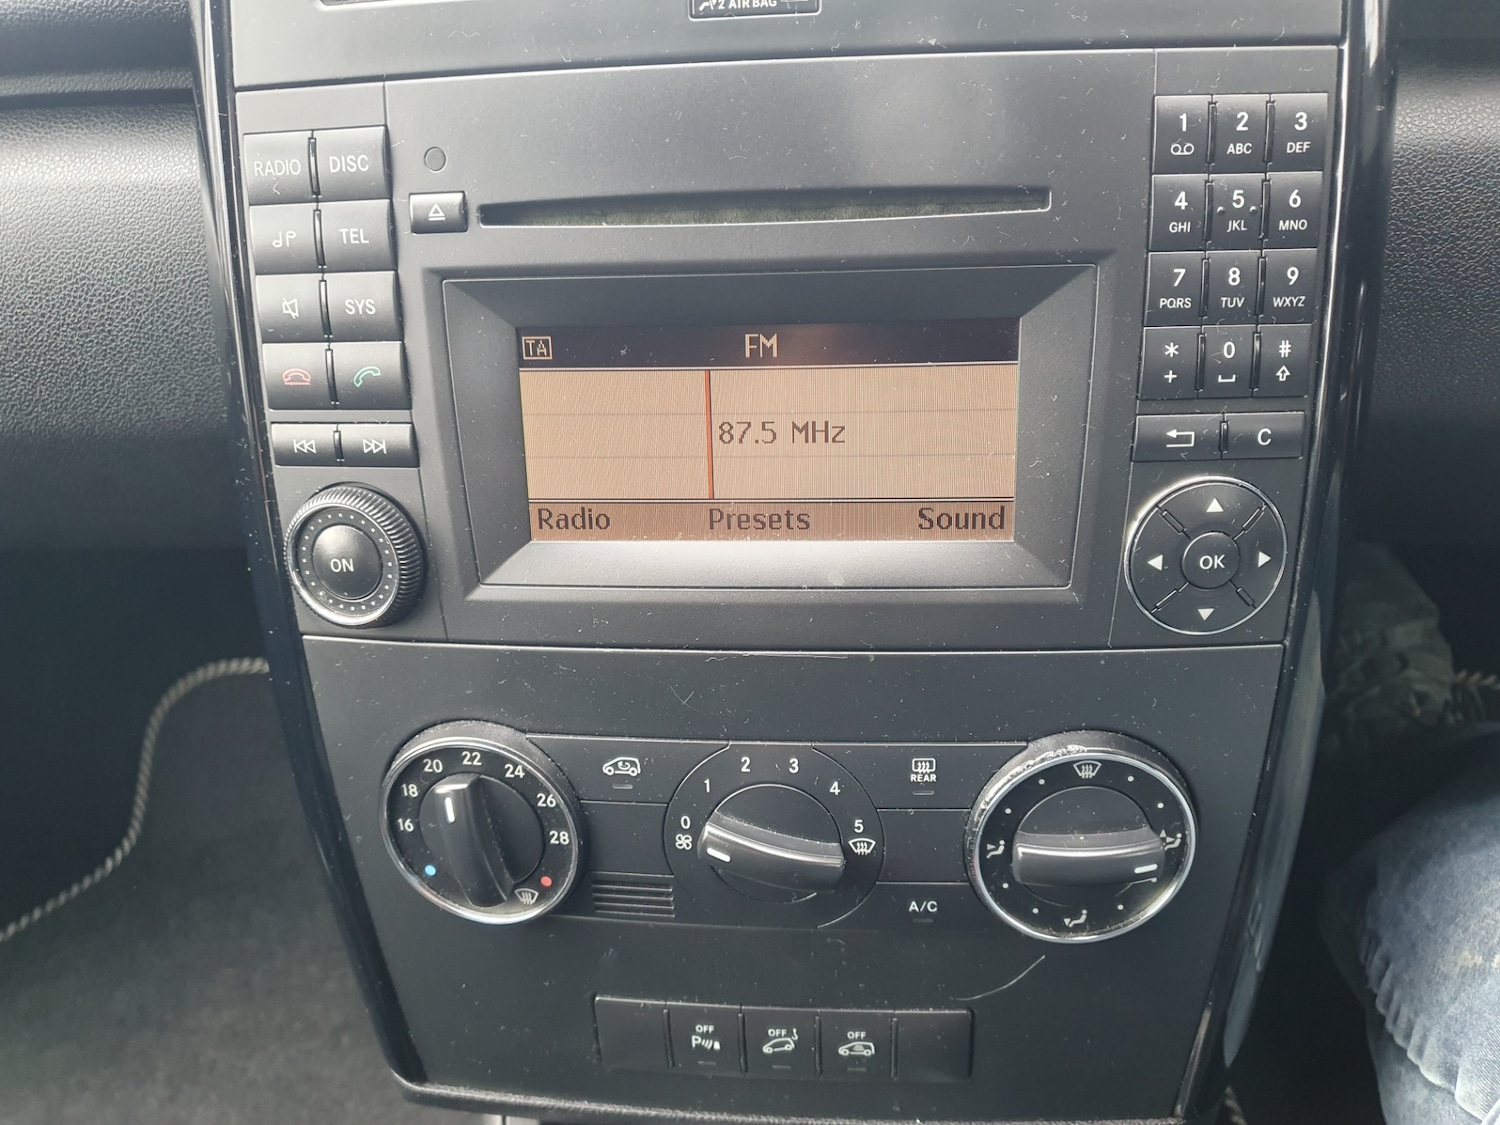 2 AIRBAG
RADIO DISC
TEL
SYS
ON
TA FM
87.5 MHz
Radio Presets Sound
1 2 ABC 3 DEF
4 GHI 5 JKL 6 MNO
7 PQRS 8 TUV 9 WXYZ
* + 0 #
C
OK
16 18 20 22 24 26 28
0 1 2 3 4 5
REAR
A/C
OFF P
OFF
OFF